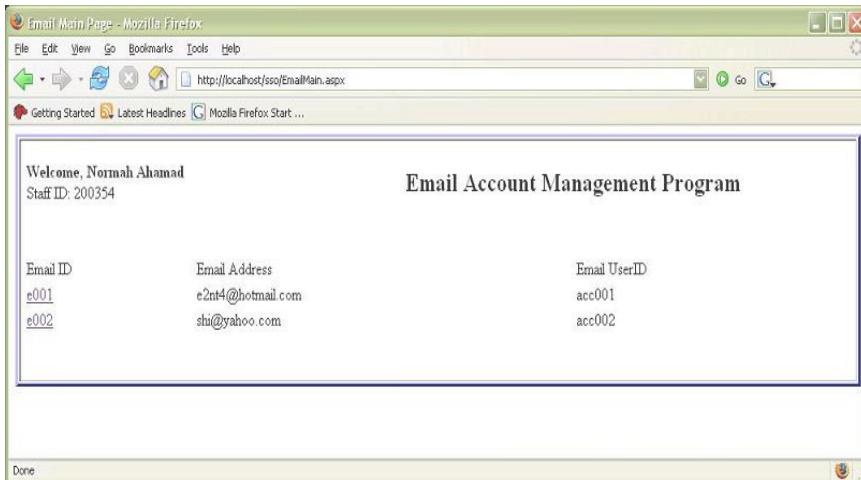 Email Main Page - Mozilla Firefox
File Edit View Go Bookmarks Tools Help
http://localhost/sso/EmailMain.aspx Go G
Getting Started Latest Headlines G Mozilla Firefox Start ...
Welcome, Normah Ahamad
Staff ID: 200354
Email Account Management Program
Email ID Email Address Email UserID
e001 e2nt4@hotmail.com acc001
e002 shi@yahoo.com acc002
Done